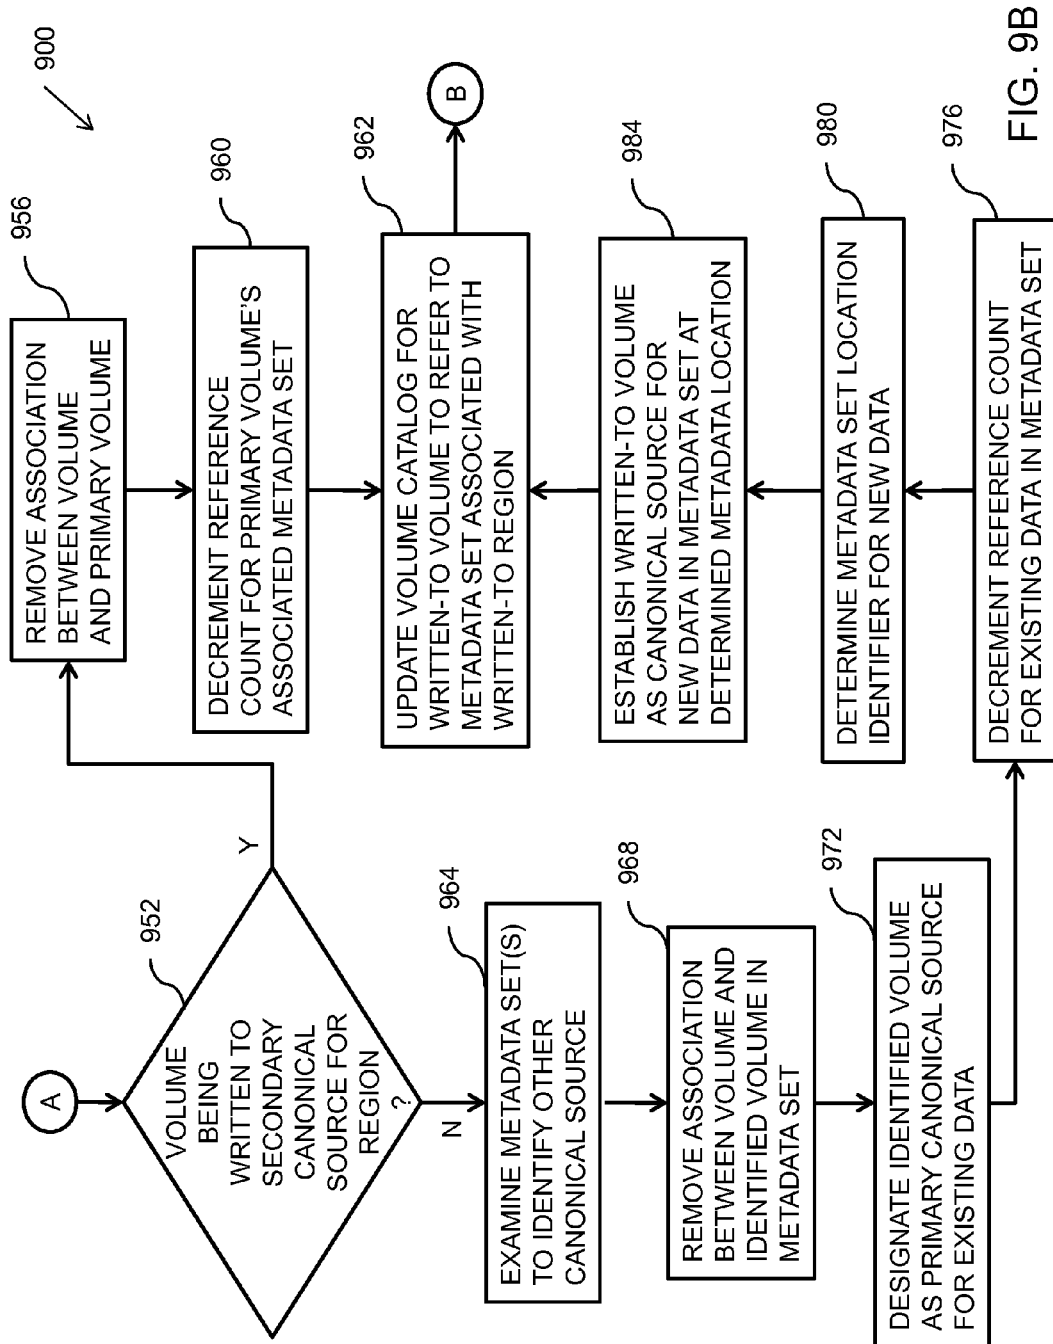 900
A
VOLUME
BEING
WRITTEN TO
SECONDARY
CANONICAL
SOURCE FOR
REGION
?
952
Y
N
956
REMOVE ASSOCIATION
BETWEEN VOLUME
AND PRIMARY VOLUME
960
DECREMENT REFERENCE
COUNT FOR PRIMARY VOLUME'S
ASSOCIATED METADATA SET
962
UPDATE VOLUME CATALOG FOR
WRITTEN-TO VOLUME TO REFER TO
METADATA SET ASSOCIATED WITH
WRITTEN-TO REGION
B
964
EXAMINE METADATA SET(S)
TO IDENTIFY OTHER
CANONICAL SOURCE
968
REMOVE ASSOCIATION
BETWEEN VOLUME AND
IDENTIFIED VOLUME IN
METADATA SET
972
DESIGNATE IDENTIFIED VOLUME
AS PRIMARY CANONICAL SOURCE
FOR EXISTING DATA
976
DECREMENT REFERENCE COUNT
FOR EXISTING DATA IN METADATA SET
980
DETERMINE METADATA SET LOCATION
IDENTIFIER FOR NEW DATA
984
ESTABLISH WRITTEN-TO VOLUME
AS CANONICAL SOURCE FOR
NEW DATA IN METADATA SET AT
DETERMINED METADATA LOCATION
FIG. 9B